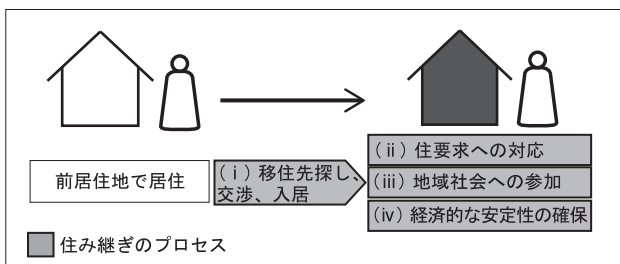 前居住地で居住
(ⅰ) 移住先探し、
交渉、入居
(ⅱ) 住要求への対応
(ⅲ) 地域社会への参加
(ⅳ) 経済的な安定性の確保
住み継ぎのプロセス